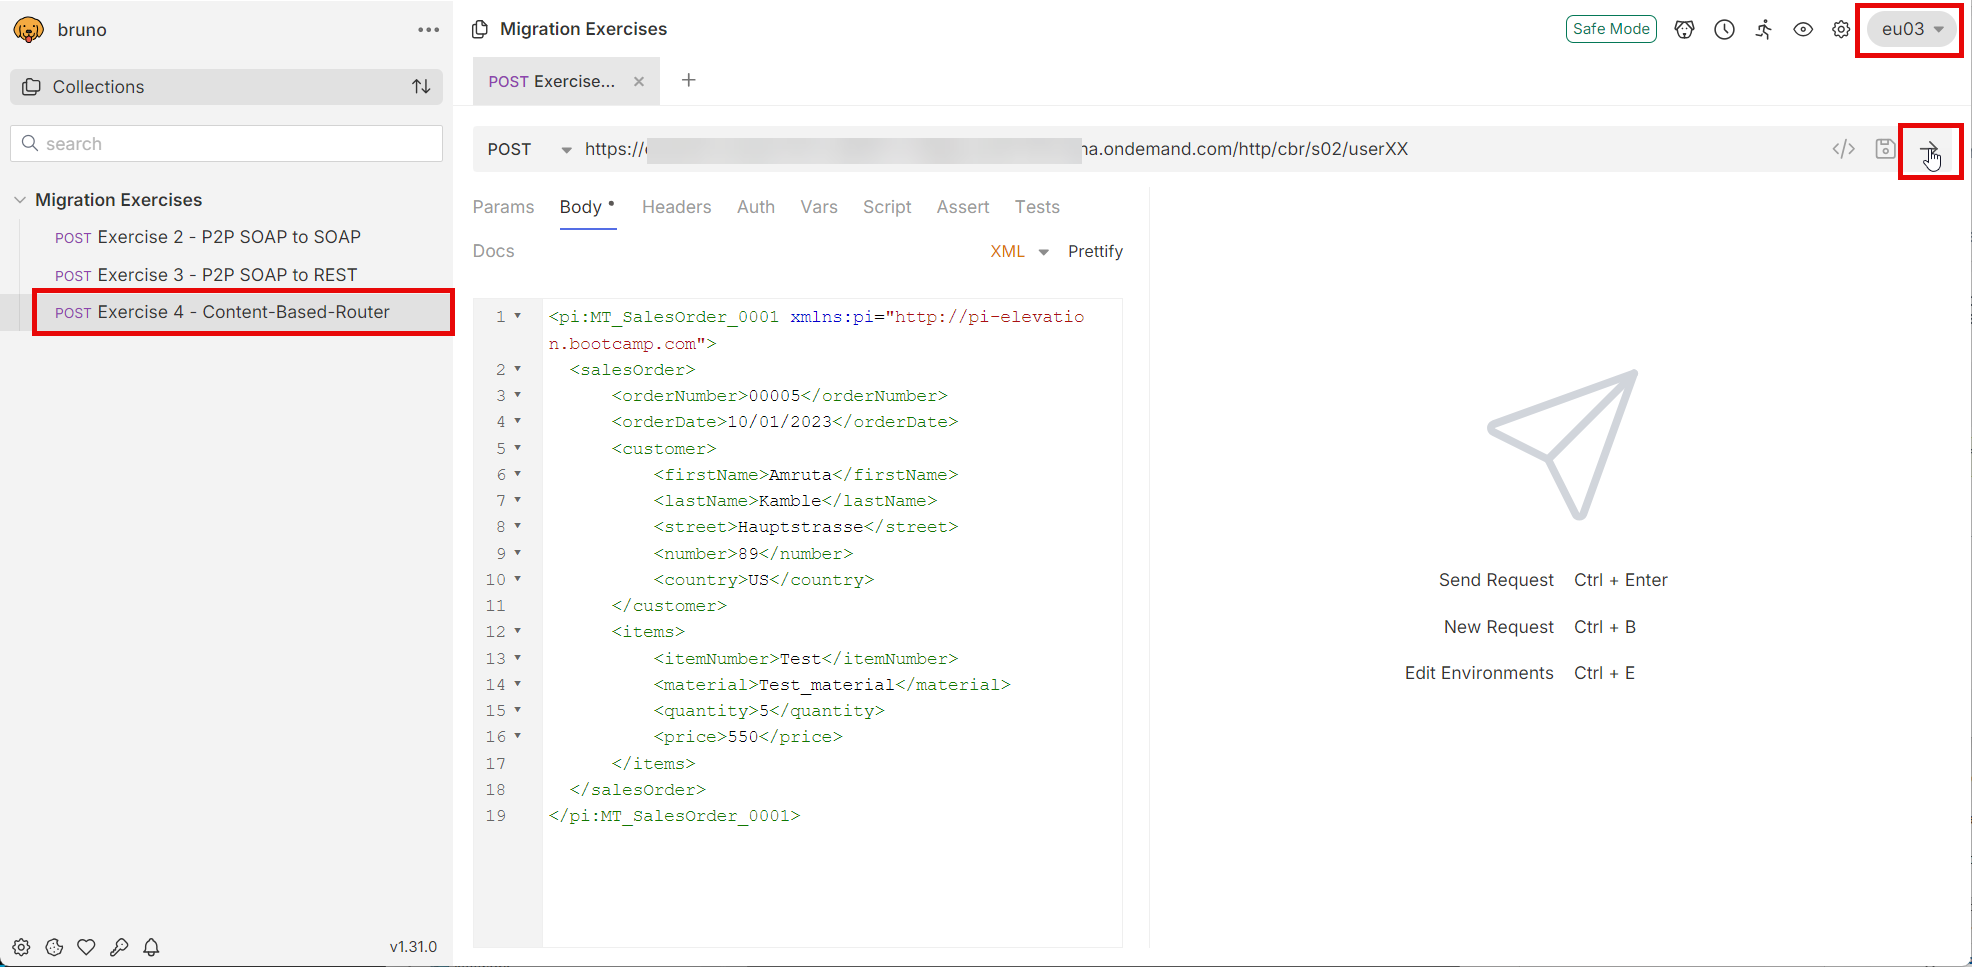 bruno
Collections
search
Migration Exercises
POST Exercise 2 - P2P SOAP to SOAP
POST Exercise 3 - P2P SOAP to REST
POST Exercise 4 - Content-Based-Router
v1.31.0
Migration Exercises
Safe Mode
eu03
POST Exercise...
POST https:// na.ondemand.com/http/cbr/s02/userXX
Params Body Headers Auth Vars Script Assert Tests
Docs XML Prettify
1 <pi:MT_SalesOrder_0001 xmlns:pi="http://pi-elevatio
n.bootcamp.com">
2 <salesOrder>
3 <orderNumber>00005</orderNumber>
4 <orderDate>10/01/2023</orderDate>
5 <customer>
6 <firstName>Amruta</firstName>
7 <lastName>Kamble</lastName>
8 <street>Hauptstrasse</street>
9 <number>89</number>
10 <country>US</country>
11 </customer>
12 <items>
13 <itemNumber>Test</itemNumber>
14 <material>Test_material</material>
15 <quantity>5</quantity>
16 <price>550</price>
17 </items>
18 </salesOrder>
19 </pi:MT_SalesOrder_0001>
Send Request Ctrl + Enter
New Request Ctrl + B
Edit Environments Ctrl + E